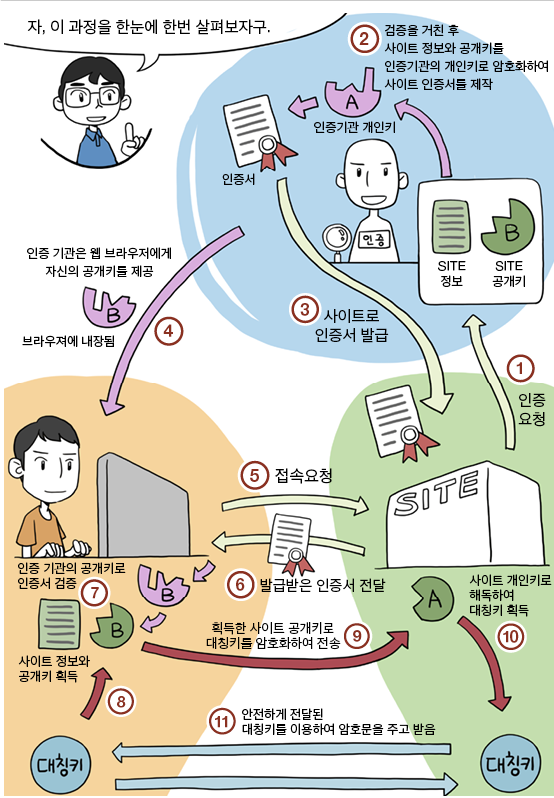 자, 이 과정을 한눈에 한번 살펴보자구.
② 검증을 거친 후
사이트 정보와 공개키를
인증기관의 개인키로 암호화하여
사이트 인증서를 제작
A
인증기관 개인키
인증서
인증
B
SITE
정보
SITE
공개키
인증 기관은 웹 브라우저에게
자신의 공개키를 제공
B
브라우져에 내장됨
④
③ 사이트로
인증서 발급
①
인증
요청
SITE
⑤ 접속요청
⑥ 발급받은 인증서 전달
인증 기관의 공개키로
인증서 검증
⑦
B
B
사이트 정보와
공개키 획득
⑧
획득한 사이트 공개키로
대칭키를 암호화하여 전송
⑨
A
사이트 개인키로
해독하여
대칭키 획득
⑩
⑪ 안전하게 전달된
대칭키를 이용하여 암호문을 주고 받음
대칭키
대칭키